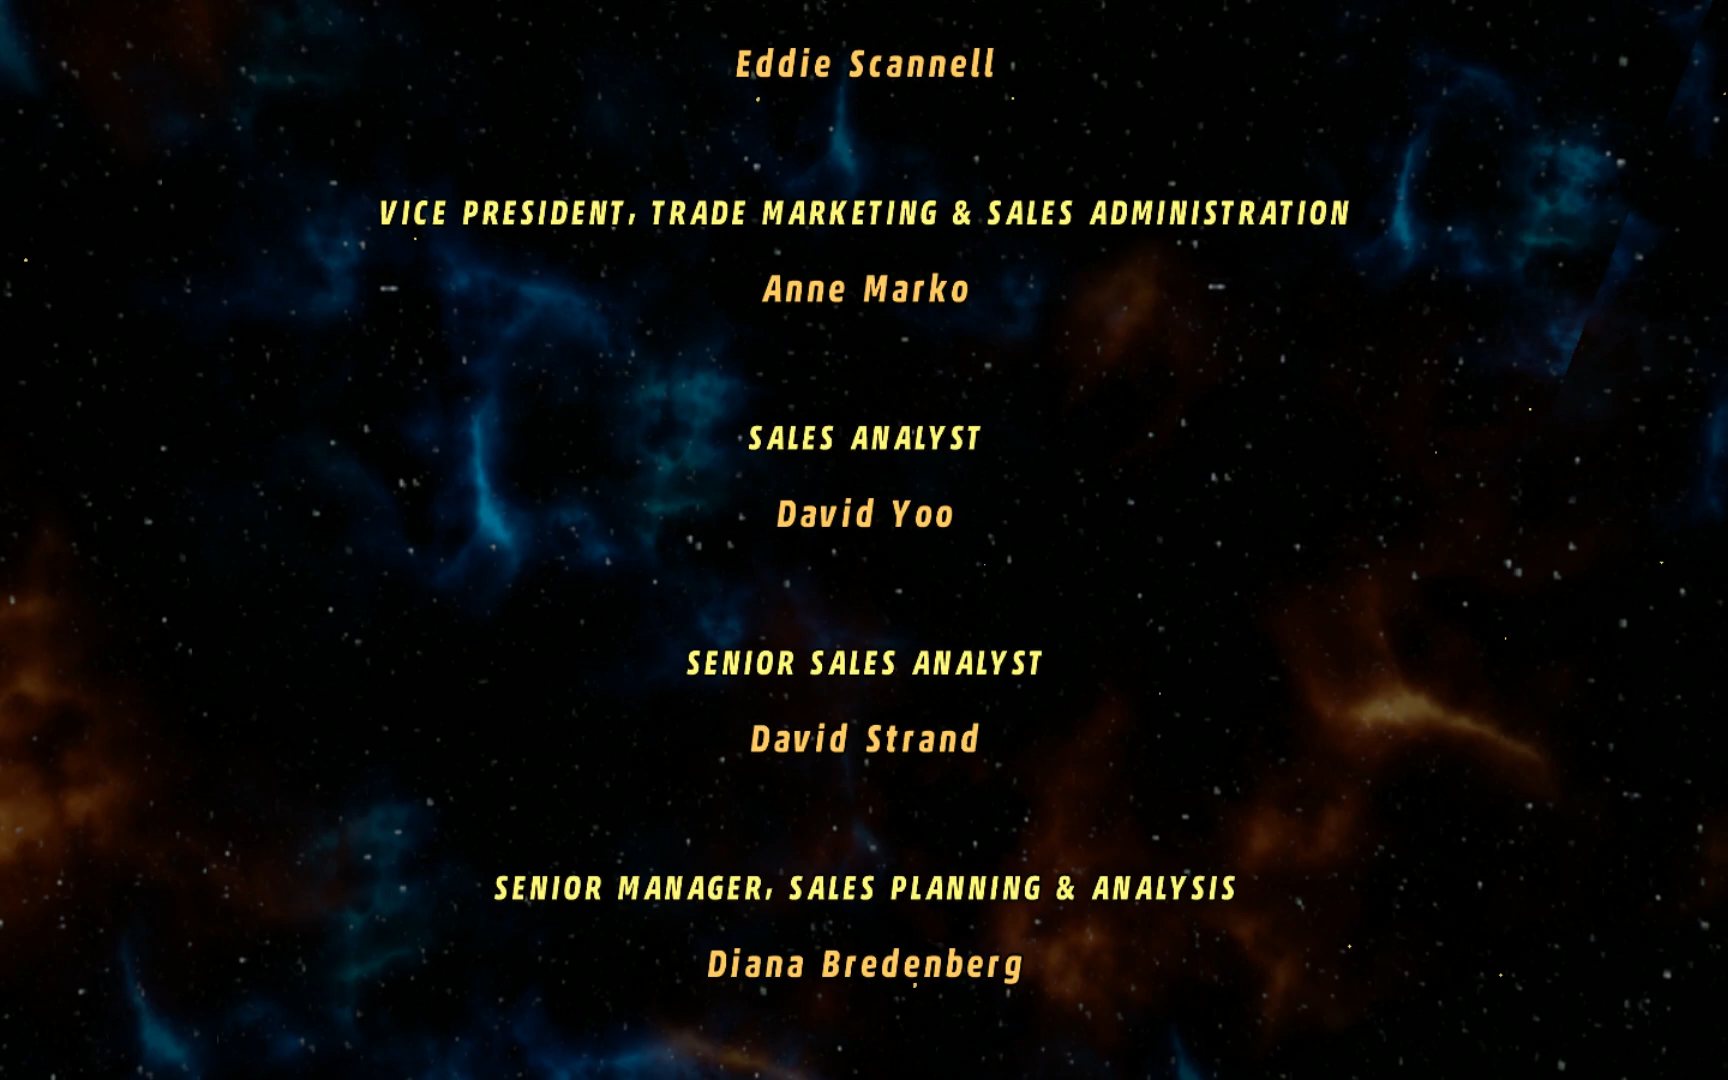 Eddie Scannell
VICE PRESIDENT, TRADE MARKETING & SALES ADMINISTRATION
Anne Marko
SALES ANALYST
David Yoo
SENIOR SALES ANALYST
David Strand
SENIOR MANAGER, SALES PLANNING & ANALYSIS
Diana Bredenberg